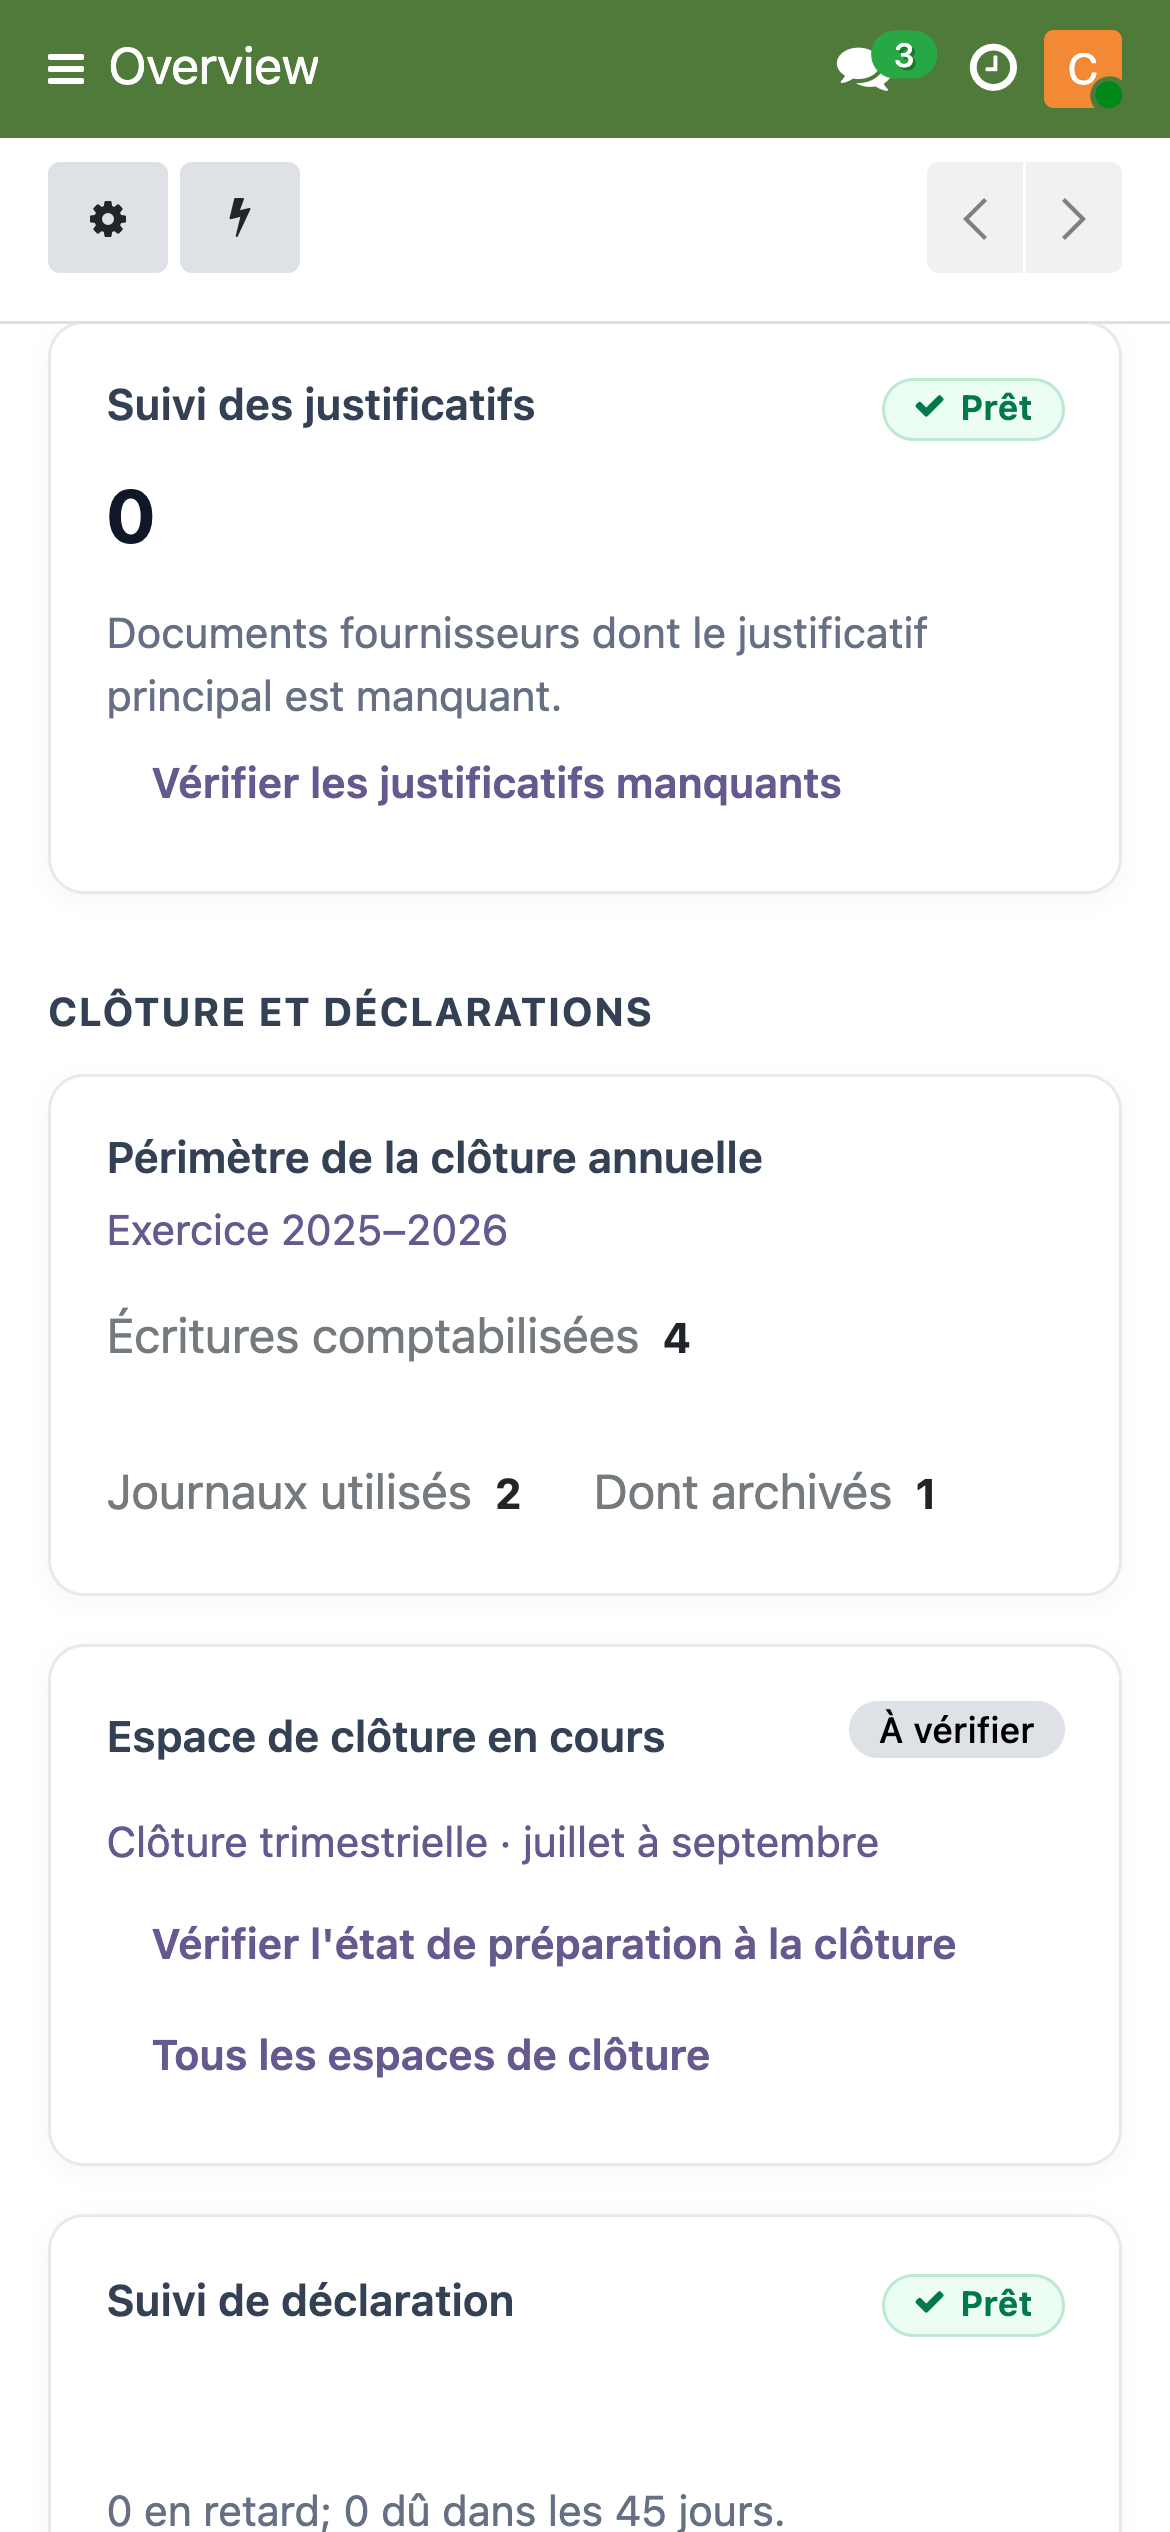 Overview
3
C
Suivi des justificatifs
Prêt
0
Documents fournisseurs dont le justificatif
principal est manquant.
Vérifier les justificatifs manquants
CLÔTURE ET DÉCLARATIONS
Périmètre de la clôture annuelle
Exercice 2025–2026
Écritures comptabilisées 4
Journaux utilisés 2 Dont archivés 1
Espace de clôture en cours
À vérifier
Clôture trimestrielle · juillet à septembre
Vérifier l'état de préparation à la clôture
Tous les espaces de clôture
Suivi de déclaration
Prêt
0 en retard; 0 dû dans les 45 jours.